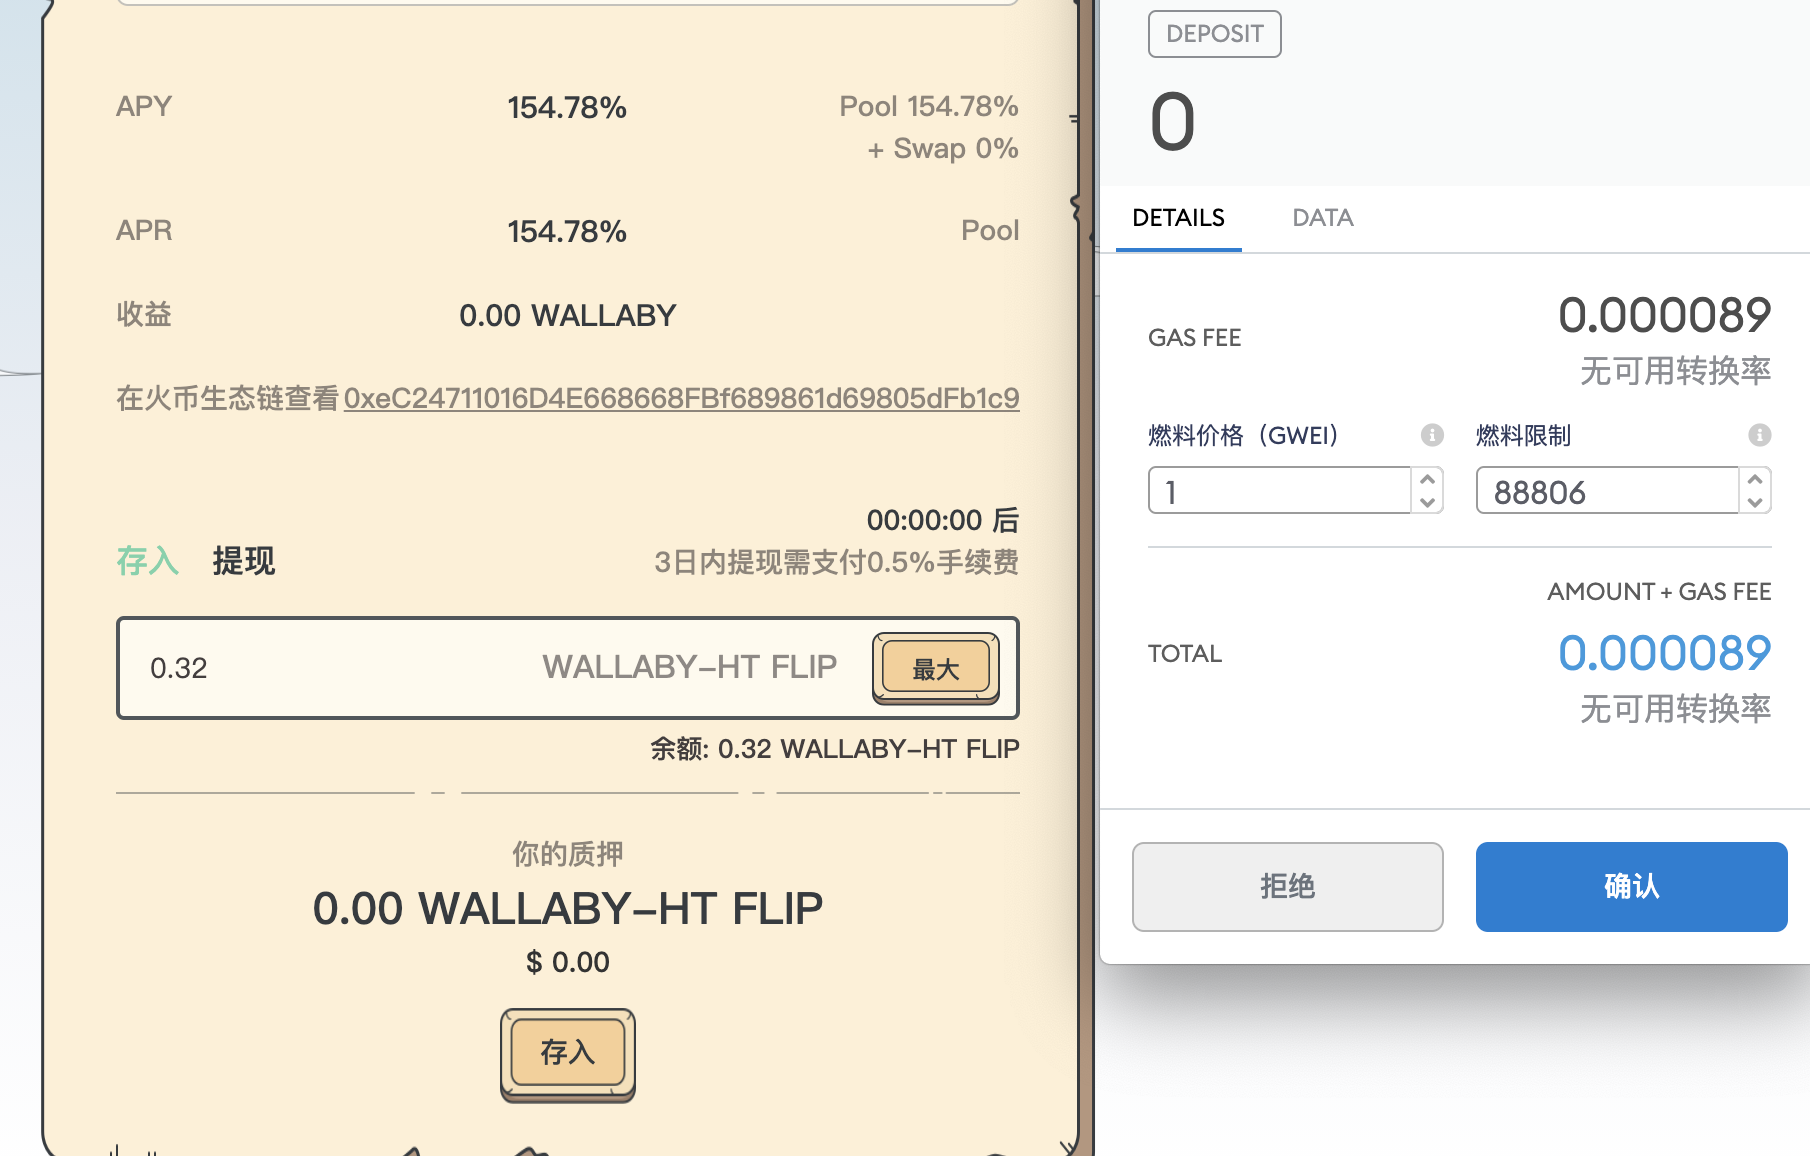 APY
154.78%
Pool 154.78%
+ Swap 0%
APR
154.78%
Pool
收益
0.00 WALLABY
在火币生态链查看 0xeC24711016D4E668668FBf689861d69805dFb1c9
00:00:00 后
存入 提现
3日内提现需支付0.5%手续费
0.32
WALLABY-HT FLIP
最大
余额: 0.32 WALLABY-HT FLIP
你的质押
0.00 WALLABY-HT FLIP
$ 0.00
存入
DEPOSIT
0
DETAILS
DATA
GAS FEE
0.000089
无可用转换率
燃料价格（GWEI）
燃料限制
1
88806
AMOUNT + GAS FEE
TOTAL
0.000089
无可用转换率
拒绝
确认